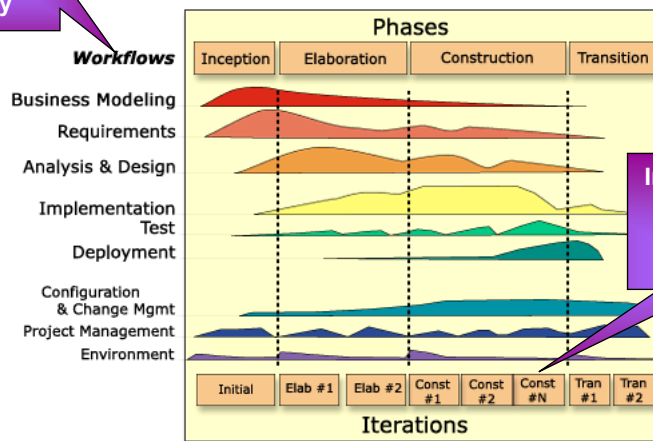 y
Phases
Workflows
Inception
Elaboration
Construction
Transition
Business Modeling
Requirements
Analysis & Design
Implementation
Test
Deployment
Configuration
& Change Mgmt
Project Management
Environment
Initial
Elab #1
Elab #2
Const
#1
Const
#2
Const
#N
Tran
#1
Tran
#2
Iterations